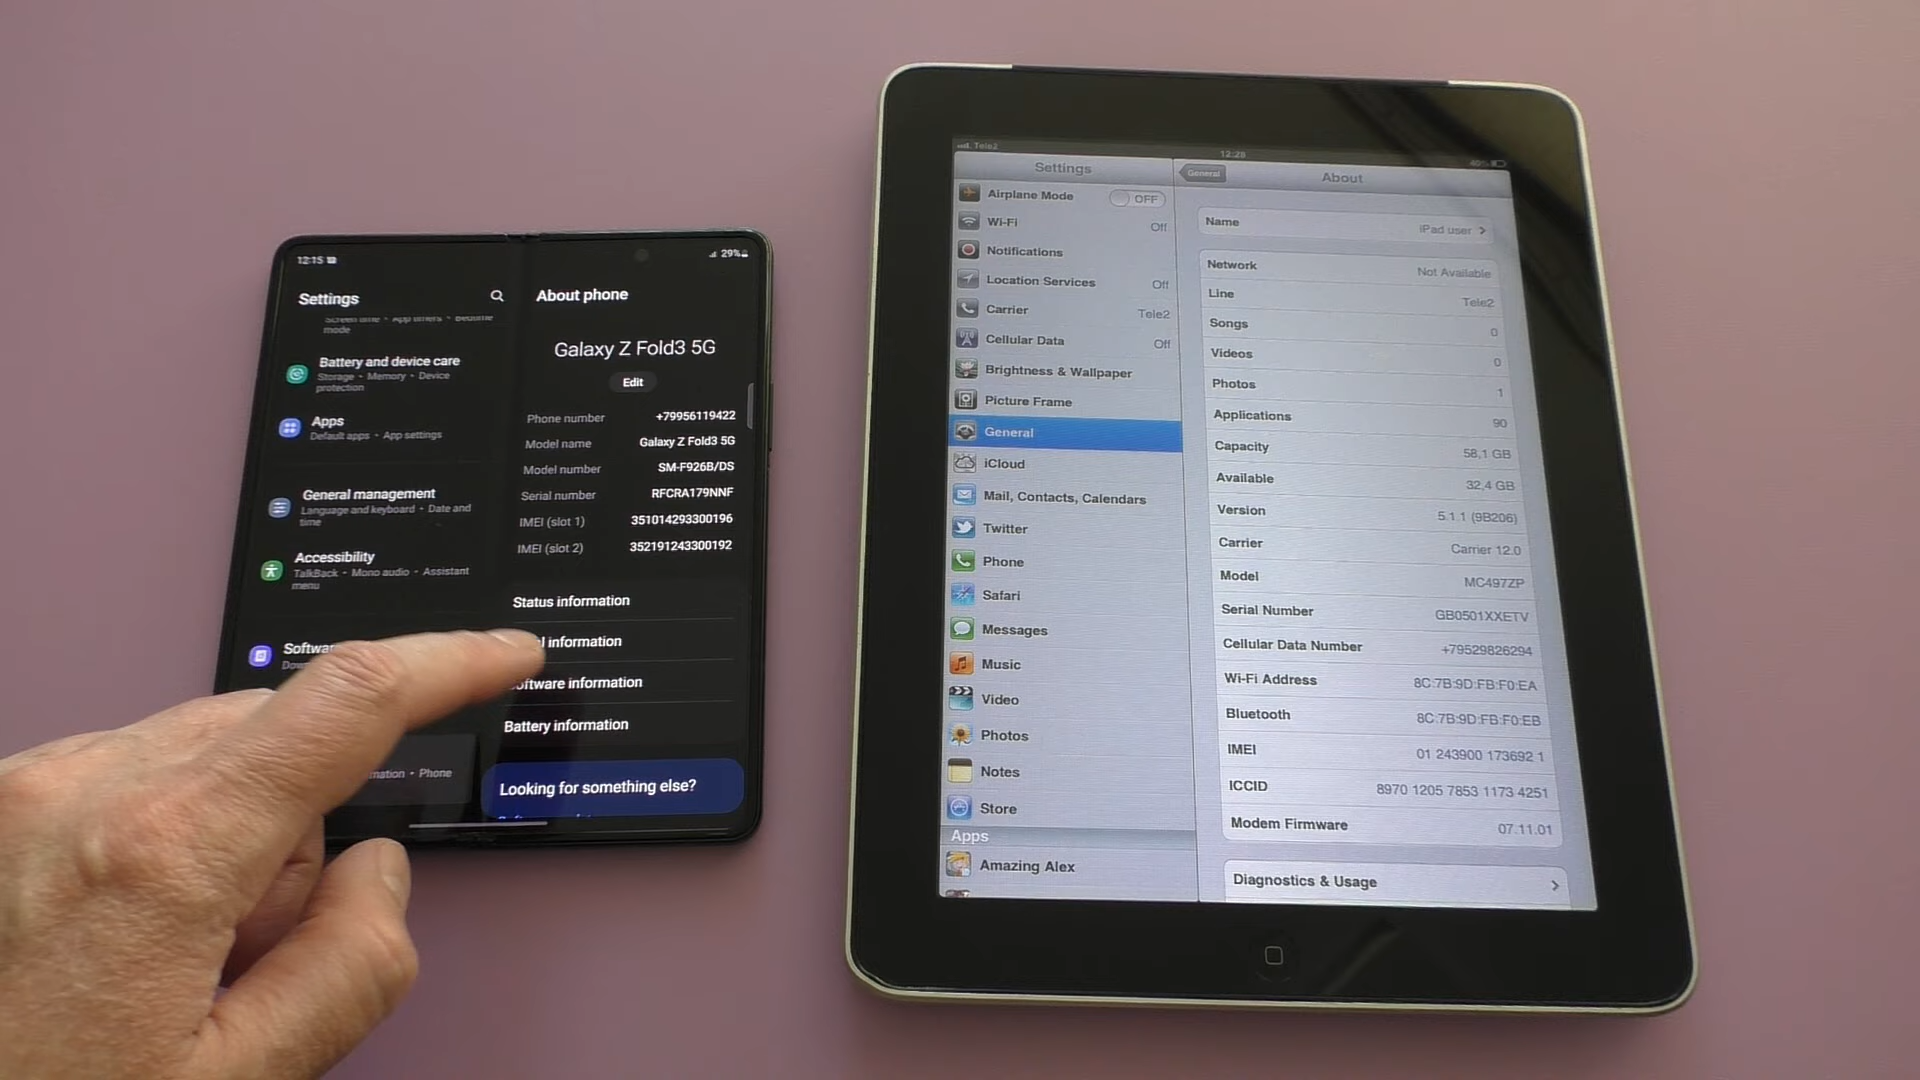 12:15
29%
Settings
mode
Battery and device care
Storage • Memory • Device
protection
Apps
Default apps • App settings
General management
Language and keyboard • Date and
time
Accessibility
TalkBack • Mono audio • Assistant
menu
mation • Phone
About phone
Galaxy Z Fold3 5G
Edit
Phone number +79956119422
Model name Galaxy Z Fold3 5G
Model number SM-F926B/DS
Serial number RFCRA179NNF
IMEI (slot 1) 351014293300196
IMEI (slot 2) 352191243300192
Status information
l information
oftware information
Battery information
Looking for something else?
Tele2
12:28
40%
Settings
Airplane Mode OFF
Wi-Fi Off
Notifications
Location Services Off
Carrier Tele2
Cellular Data Off
Brightness & Wallpaper
Picture Frame
General
iCloud
Mail, Contacts, Calendars
Twitter
Phone
Safari
Messages
Music
Video
Photos
Notes
Store
Apps
Amazing Alex
General
About
Name iPad user
Network Not Available
Line Tele2
Songs 0
Videos 0
Photos 1
Applications 90
Capacity 58,1 GB
Available 32,4 GB
Version 5.1.1 (9B206)
Carrier Carrier 12.0
Model MC497ZP
Serial Number GB0501XXETV
Cellular Data Number +79529826294
Wi-Fi Address 8C:7B:9D:FB:F0:EA
Bluetooth 8C:7B:9D:FB:F0:EB
IMEI 01 243900 173692 1
ICCID 8970 1205 7853 1173 4251
Modem Firmware 07.11.01
Diagnostics & Usage